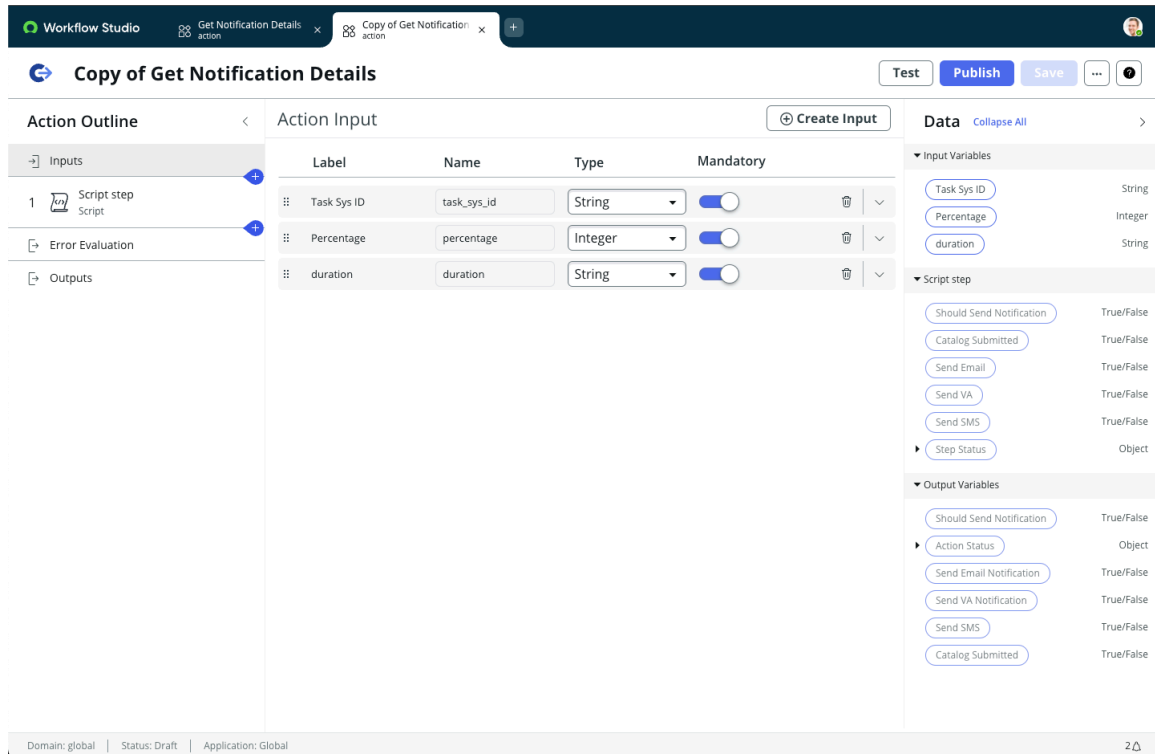 Workflow Studio
Get Notification Details
action
Copy of Get Notification
action
Copy of Get Notification Details
Test
Publish
Save
Action Outline
Inputs
1
Script step
Script
Error Evaluation
Outputs
Action Input
Create Input
Label Name Type Mandatory
Task Sys ID task_sys_id String
Percentage percentage Integer
duration duration String
Data Collapse All
Input Variables
Task Sys ID String
Percentage Integer
duration String
Script step
Should Send Notification True/False
Catalog Submitted True/False
Send Email True/False
Send VA True/False
Send SMS True/False
Step Status Object
Output Variables
Should Send Notification True/False
Action Status Object
Send Email Notification True/False
Send VA Notification True/False
Send SMS True/False
Catalog Submitted True/False
Domain: global | Status: Draft | Application: Global
2